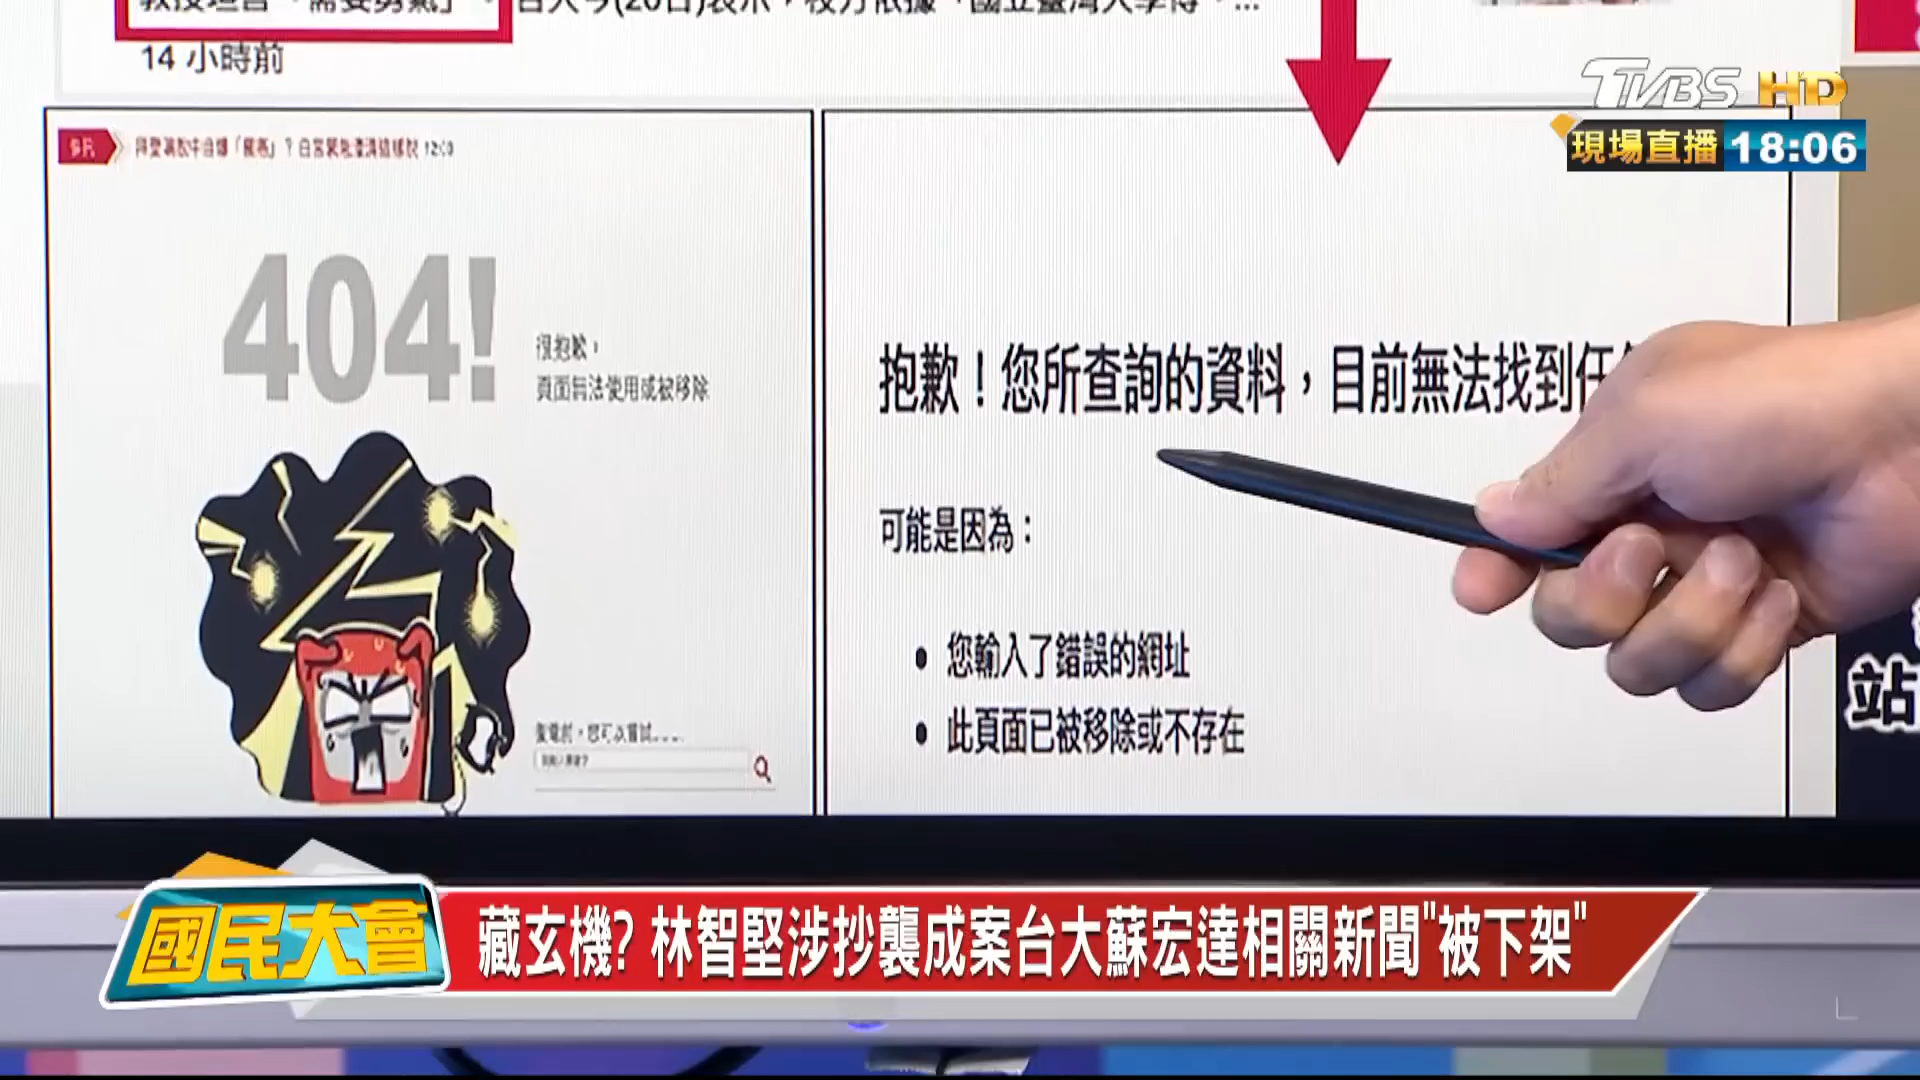 14 小時前
TVBS HD
現場直播 18:06
404!
很抱歉，
頁面無法使用或被移除
抱歉！您所查詢的資料，目前無法找到
可能是因為：
• 您輸入了錯誤的網址
• 此頁面已被移除或不存在
站
國民大會
藏玄機? 林智堅涉抄襲成案台大蘇宏達相關新聞"被下架"